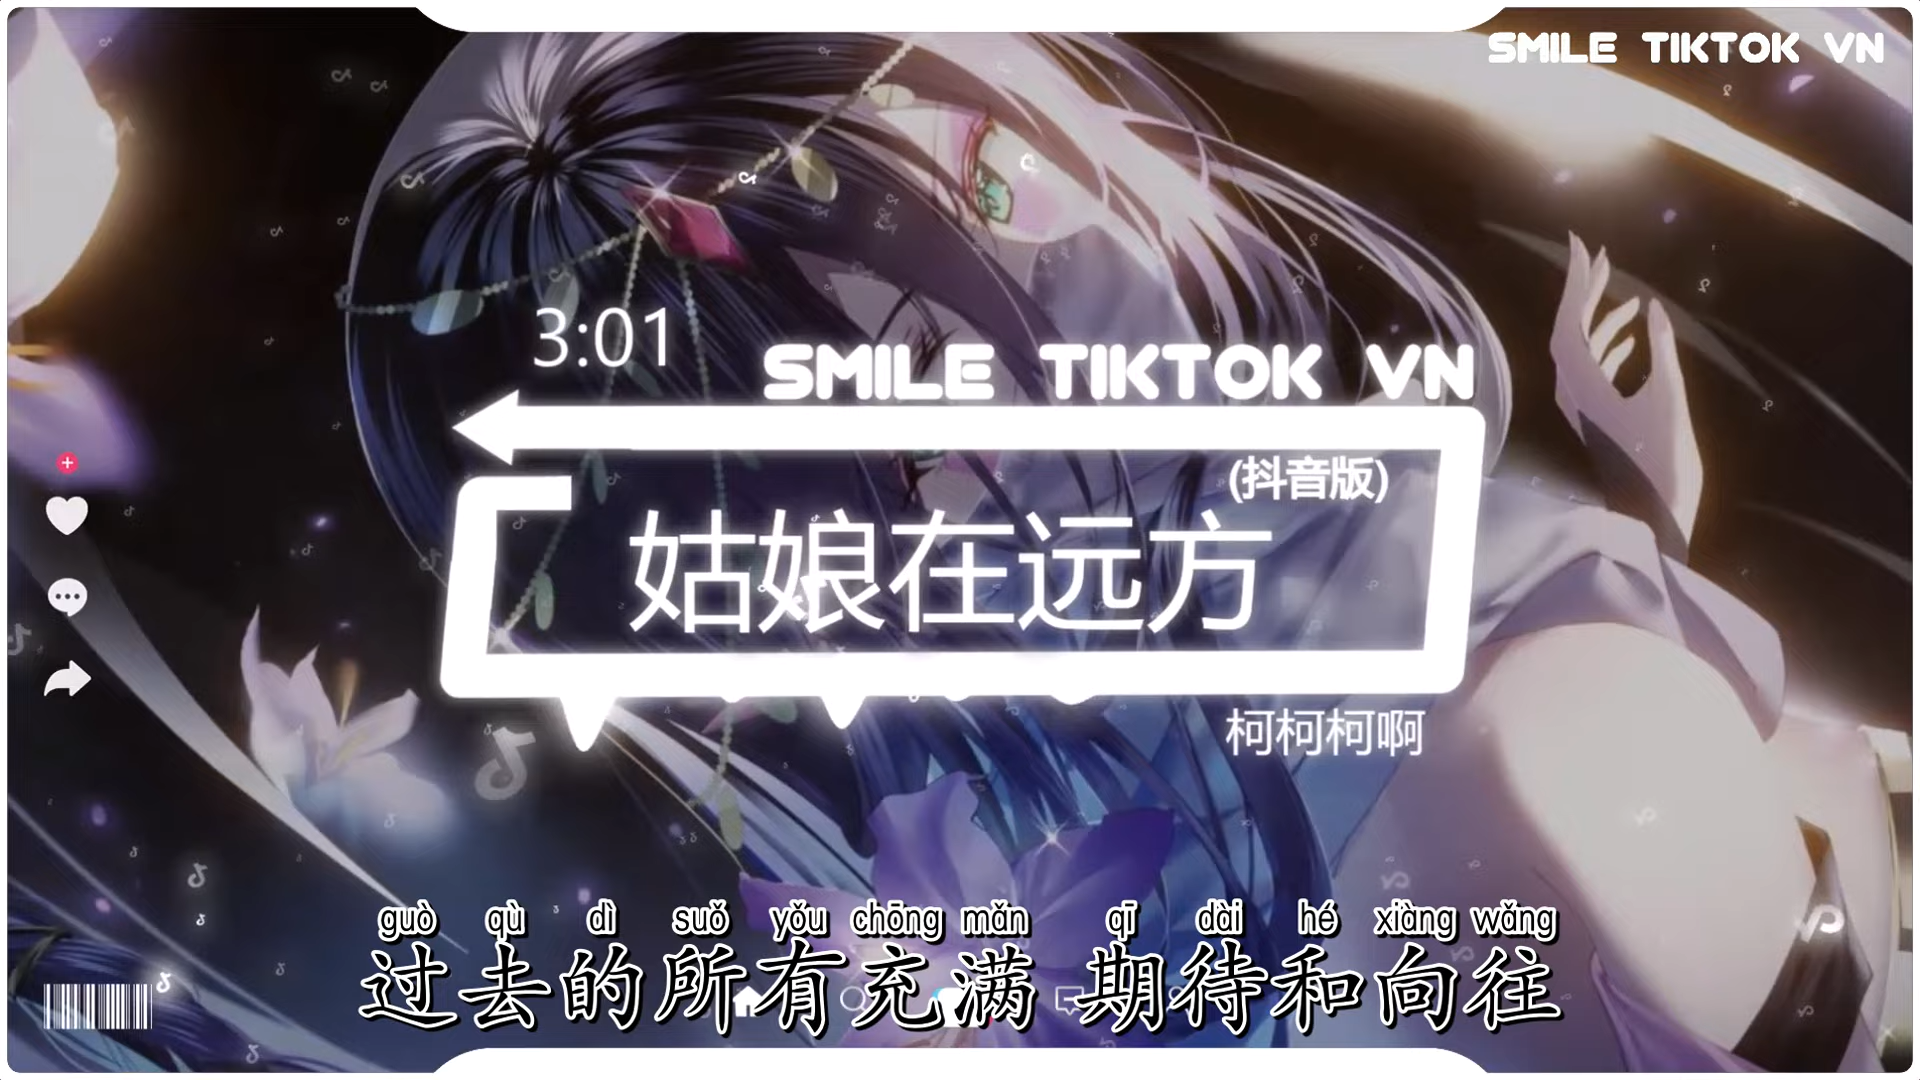 SMILE TIKTOK VN
3:01
SMILE TIKTOK VN
(抖音版)
姑娘在远方
柯柯柯啊
guò qù dì suǒ yǒu chōng mǎn qī dài hé xiàng wǎng
过去的所有充满 期待和向往